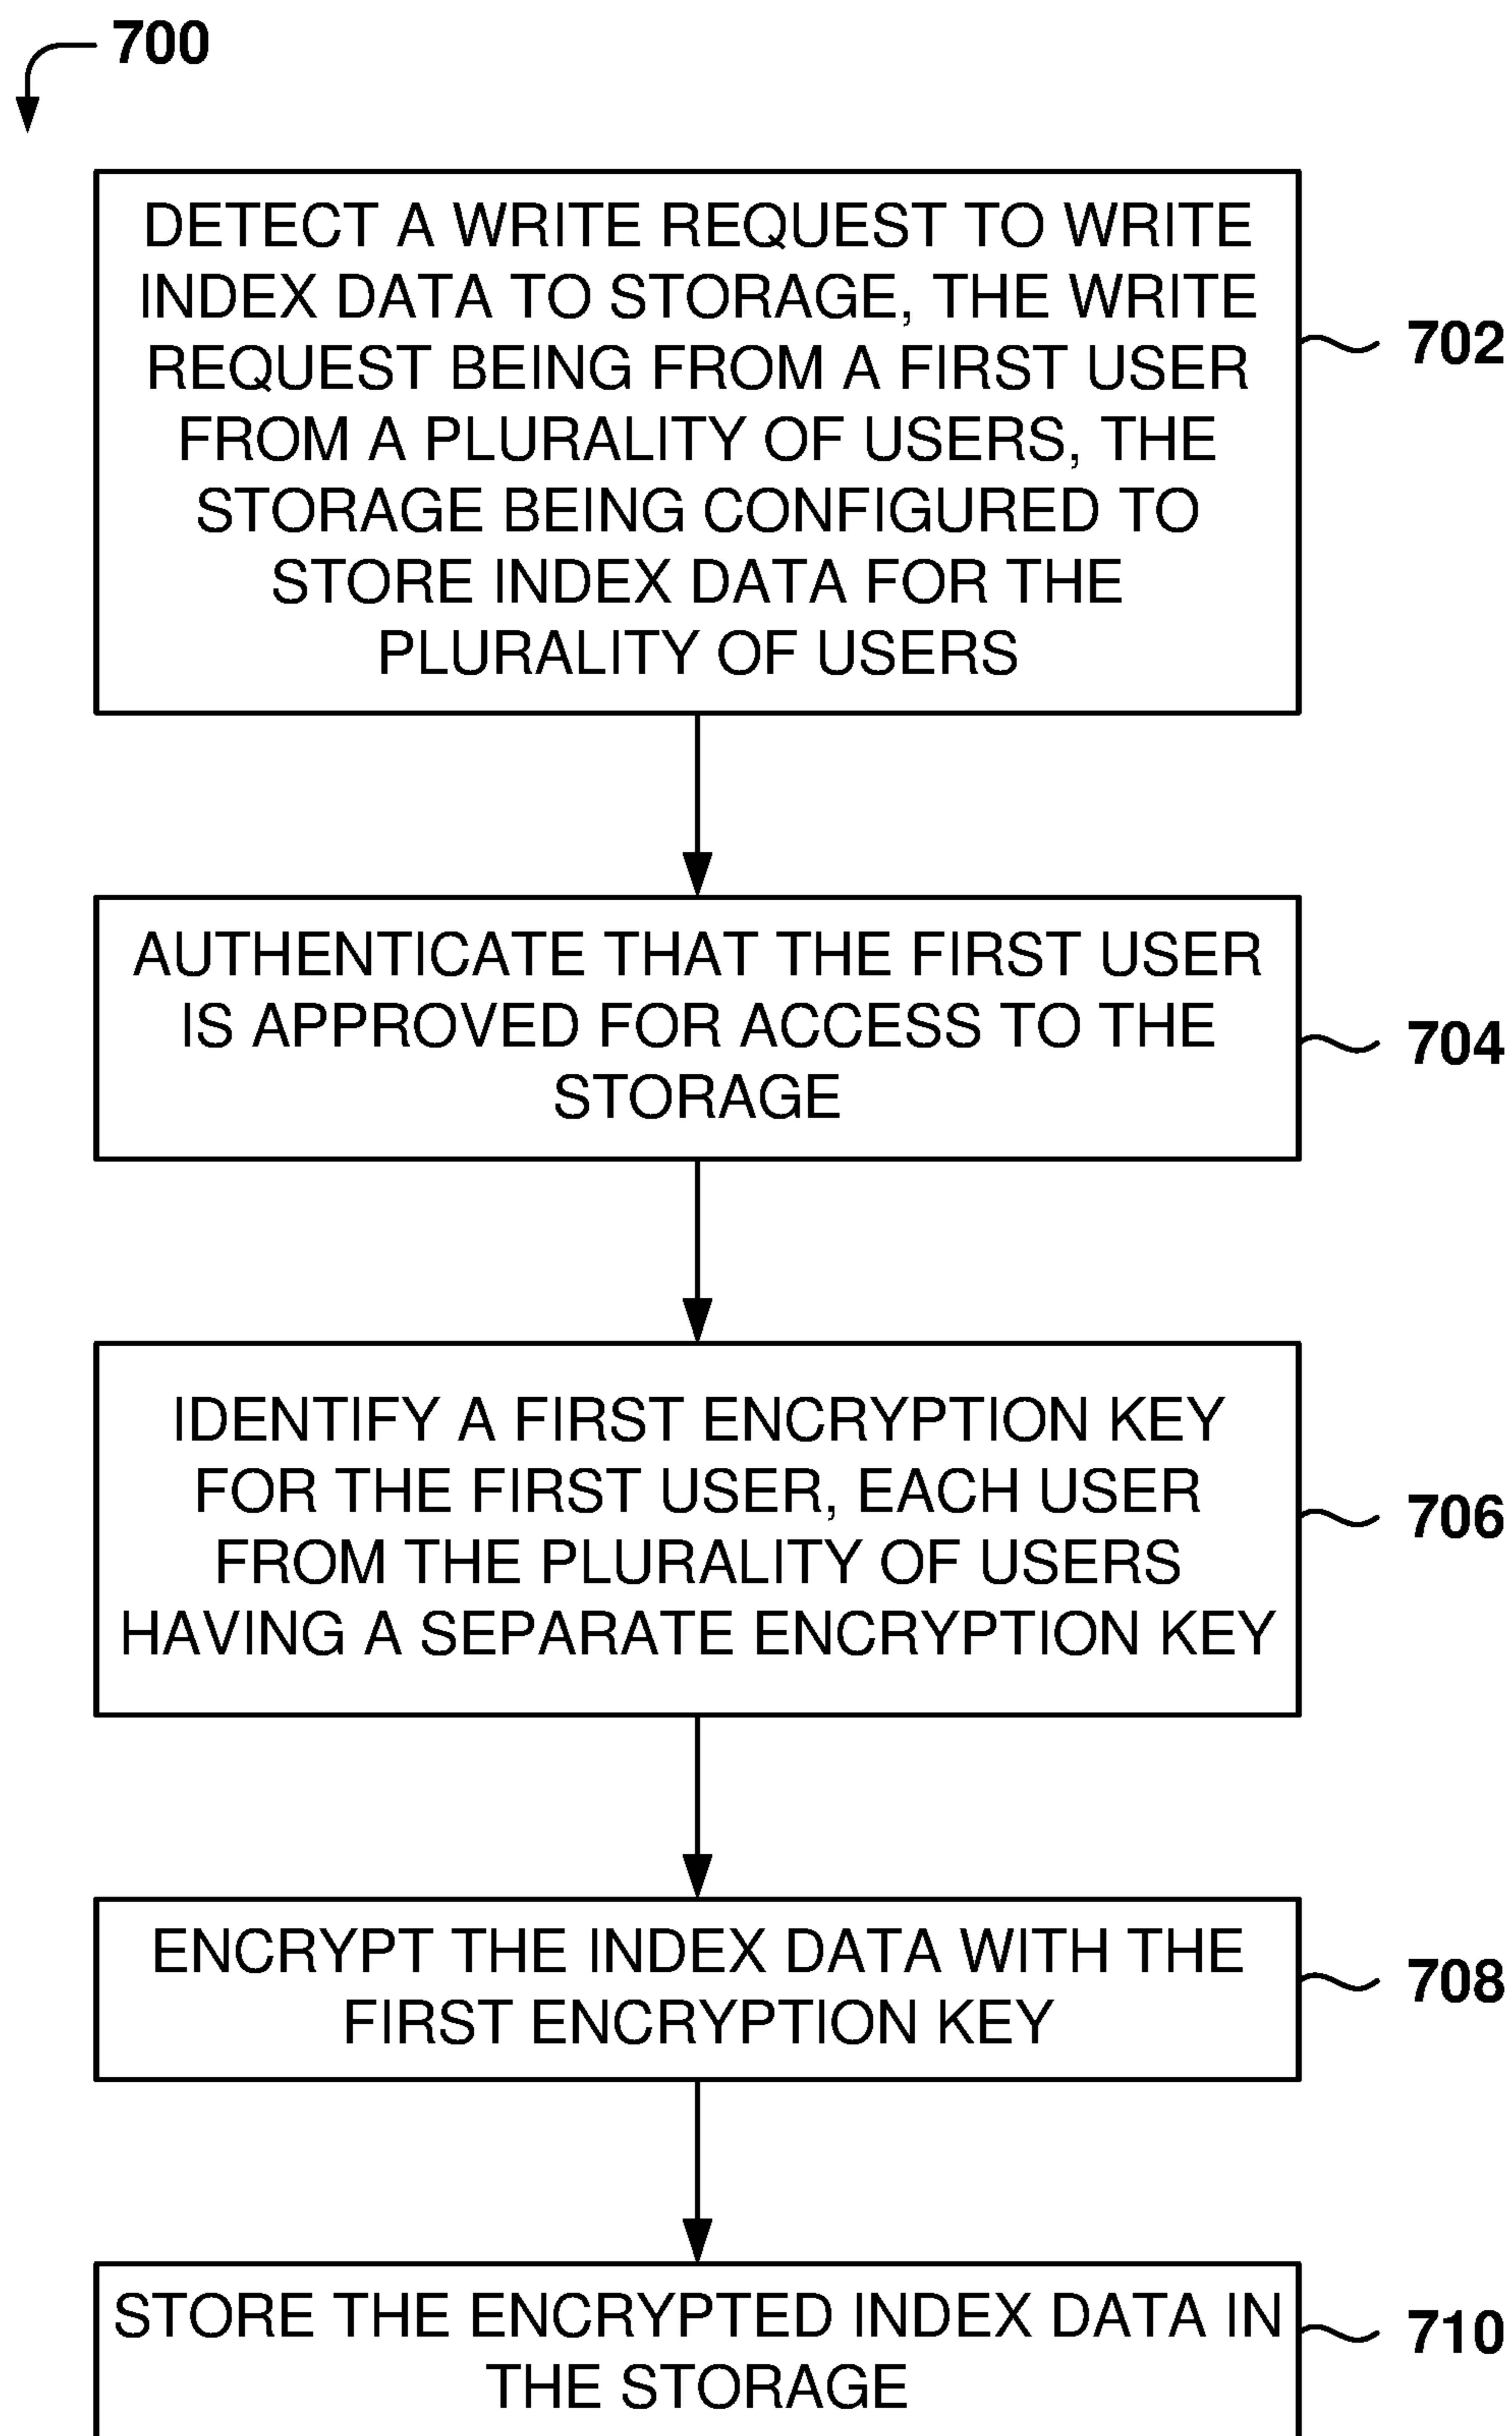 700
DETECT A WRITE REQUEST TO WRITE
INDEX DATA TO STORAGE, THE WRITE
REQUEST BEING FROM A FIRST USER
FROM A PLURALITY OF USERS, THE
STORAGE BEING CONFIGURED TO
STORE INDEX DATA FOR THE
PLURALITY OF USERS
702
AUTHENTICATE THAT THE FIRST USER
IS APPROVED FOR ACCESS TO THE
STORAGE
704
IDENTIFY A FIRST ENCRYPTION KEY
FOR THE FIRST USER, EACH USER
FROM THE PLURALITY OF USERS
HAVING A SEPARATE ENCRYPTION KEY
706
ENCRYPT THE INDEX DATA WITH THE
FIRST ENCRYPTION KEY
708
STORE THE ENCRYPTED INDEX DATA IN
THE STORAGE
710